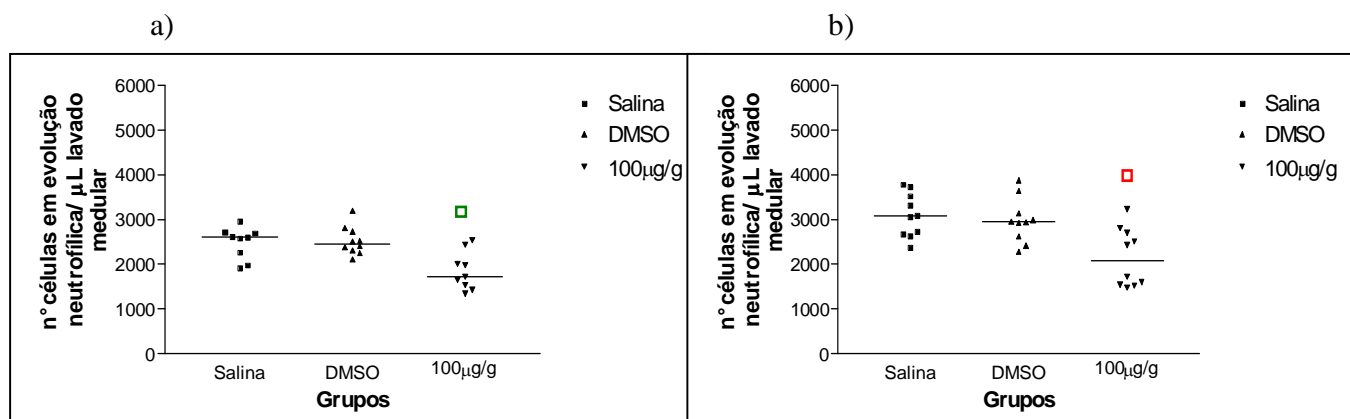 a)
b)
n° células em evolução
neutrofílica/ µL lavado
medular
6000
5000
4000
3000
2000
1000
0
Salina
DMSO
100µg/g
Grupos
Salina
DMSO
100µg/g
n° células em evolução
neutrofílica/ µL lavado
medular
6000
5000
4000
3000
2000
1000
0
Salina
DMSO
100µg/g
Grupos
Salina
DMSO
100µg/g